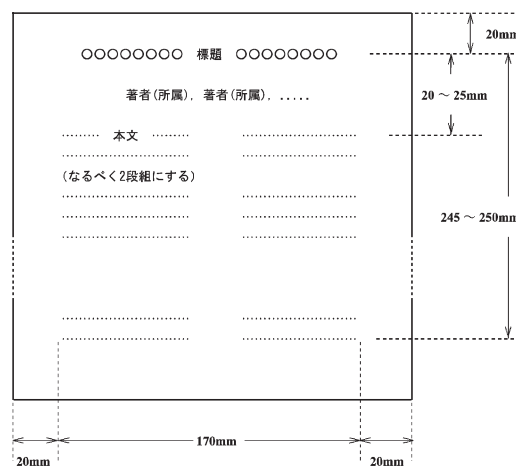 20mm
○○○○○○○○ 標題 ○○○○○○○○
著者(所属), 著者(所属), .....
20 ~ 25mm
........ 本文 ........
(なるべく2段組にする)
245 ~ 250mm
170mm
20mm
20mm